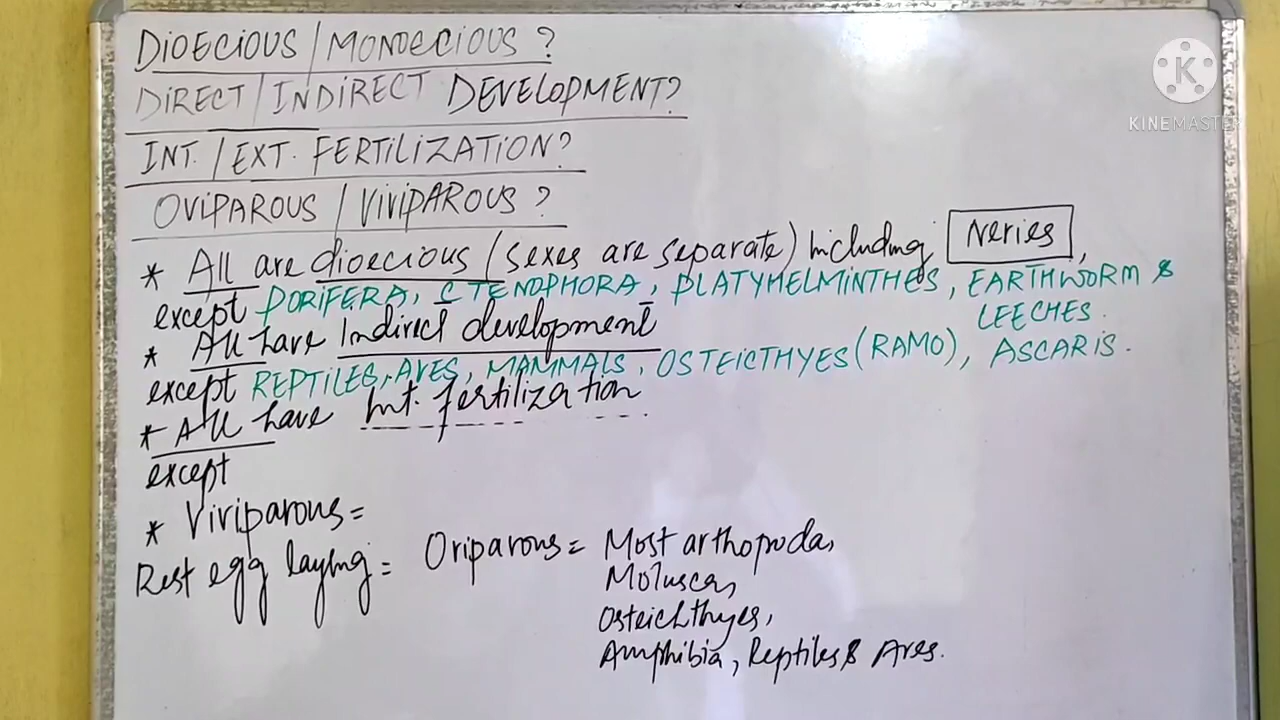 DIOECIOUS / MONOECIOUS ?
DIRECT / INDIRECT DEVELOPMENT?
INT. / EXT. FERTILIZATION?
OVIPAROUS / VIVIPAROUS ?
* All are dioecious (sexes are separate) including Neries,
except PORIFERA, CTENOPHORA, PLATYHELMINTHES, EARTHWORM &
LEECHES.
* All have Indirect development
except REPTILES, AVES, MAMMALS, OSTEICTHYES (RAMO), ASCARIS.
* All have Int. fertilization
except
* Viviparous =
Rest egg laying = Oviparous = Most arthopoda,
Molusca,
Osteichthyes,
Amphibia, Reptiles & Aves.
KINEMASTER